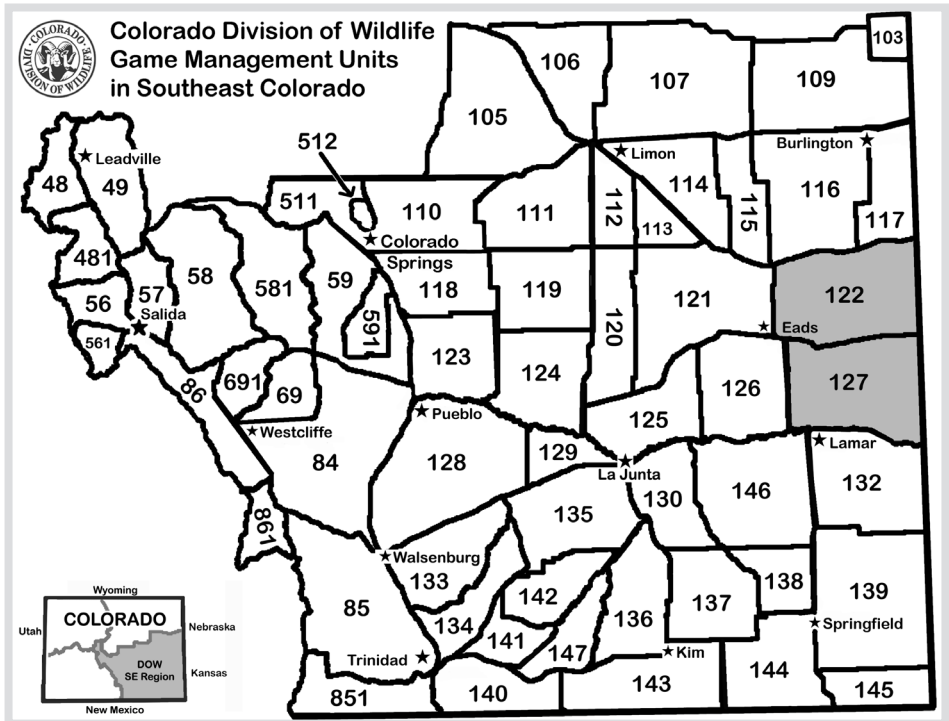 COLORADO
DIVISION OF WILDLIFE
Colorado Division of Wildlife
Game Management Units
in Southeast Colorado
103
106
107
109
105
512
Limon
Burlington
Leadville
48
49
511
110
111
112
114
115
116
113
117
Colorado
Springs
481
58
581
59
118
119
120
121
122
56
57
Salida
591
Eads
561
123
124
126
127
86
691
69
125
Pueblo
Westcliffe
Lamar
84
128
129
La Junta
130
146
132
861
135
Walsenburg
133
138
139
142
85
136
137
134
141
Springfield
147
Kim
Trinidad
144
143
851
140
145
Wyoming
COLORADO
Utah
Nebraska
DOW
SE Region
Kansas
New Mexico